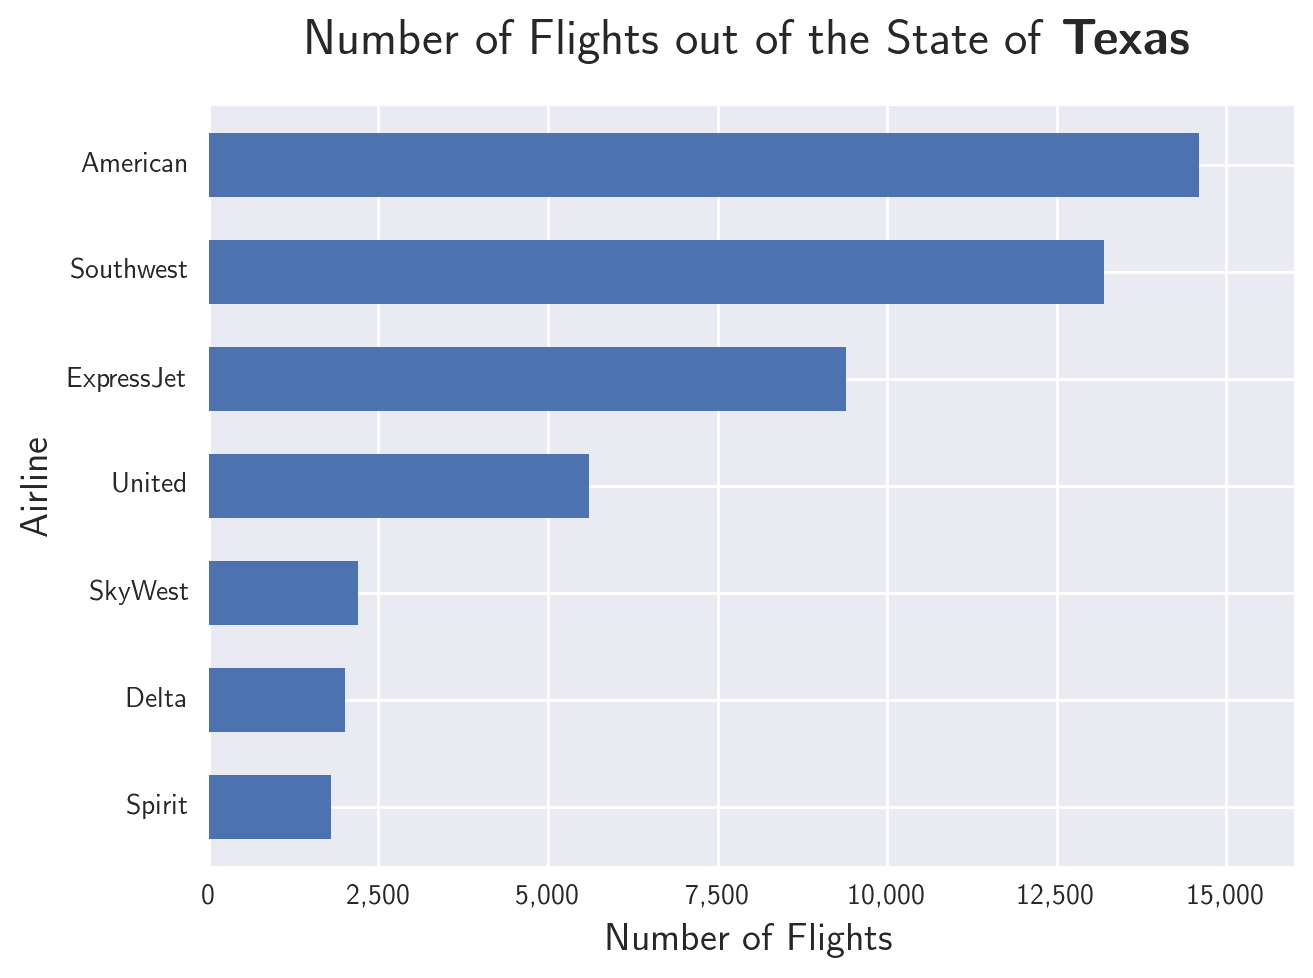 Number of Flights out of the State of Texas
American
Southwest
ExpressJet
United
SkyWest
Delta
Spirit
Airline
0 2,500 5,000 7,500 10,000 12,500 15,000
Number of Flights